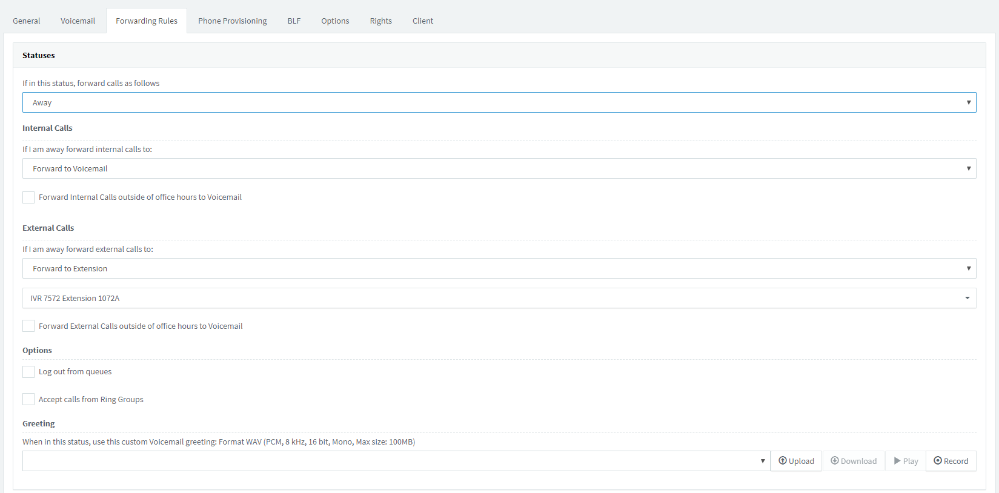 General Voicemail Forwarding Rules Phone Provisioning BLF Options Rights Client
Statuses
If in this status, forward calls as follows
Away
Internal Calls
If I am away forward internal calls to:
Forward to Voicemail
Forward Internal Calls outside of office hours to Voicemail
External Calls
If I am away forward external calls to:
Forward to Extension
IVR 7572 Extension 1072A
Forward External Calls outside of office hours to Voicemail
Options
Log out from queues
Accept calls from Ring Groups
Greeting
When in this status, use this custom Voicemail greeting: Format WAV (PCM, 8 kHz, 16 bit, Mono, Max size: 100MB)
Upload Download Play Record